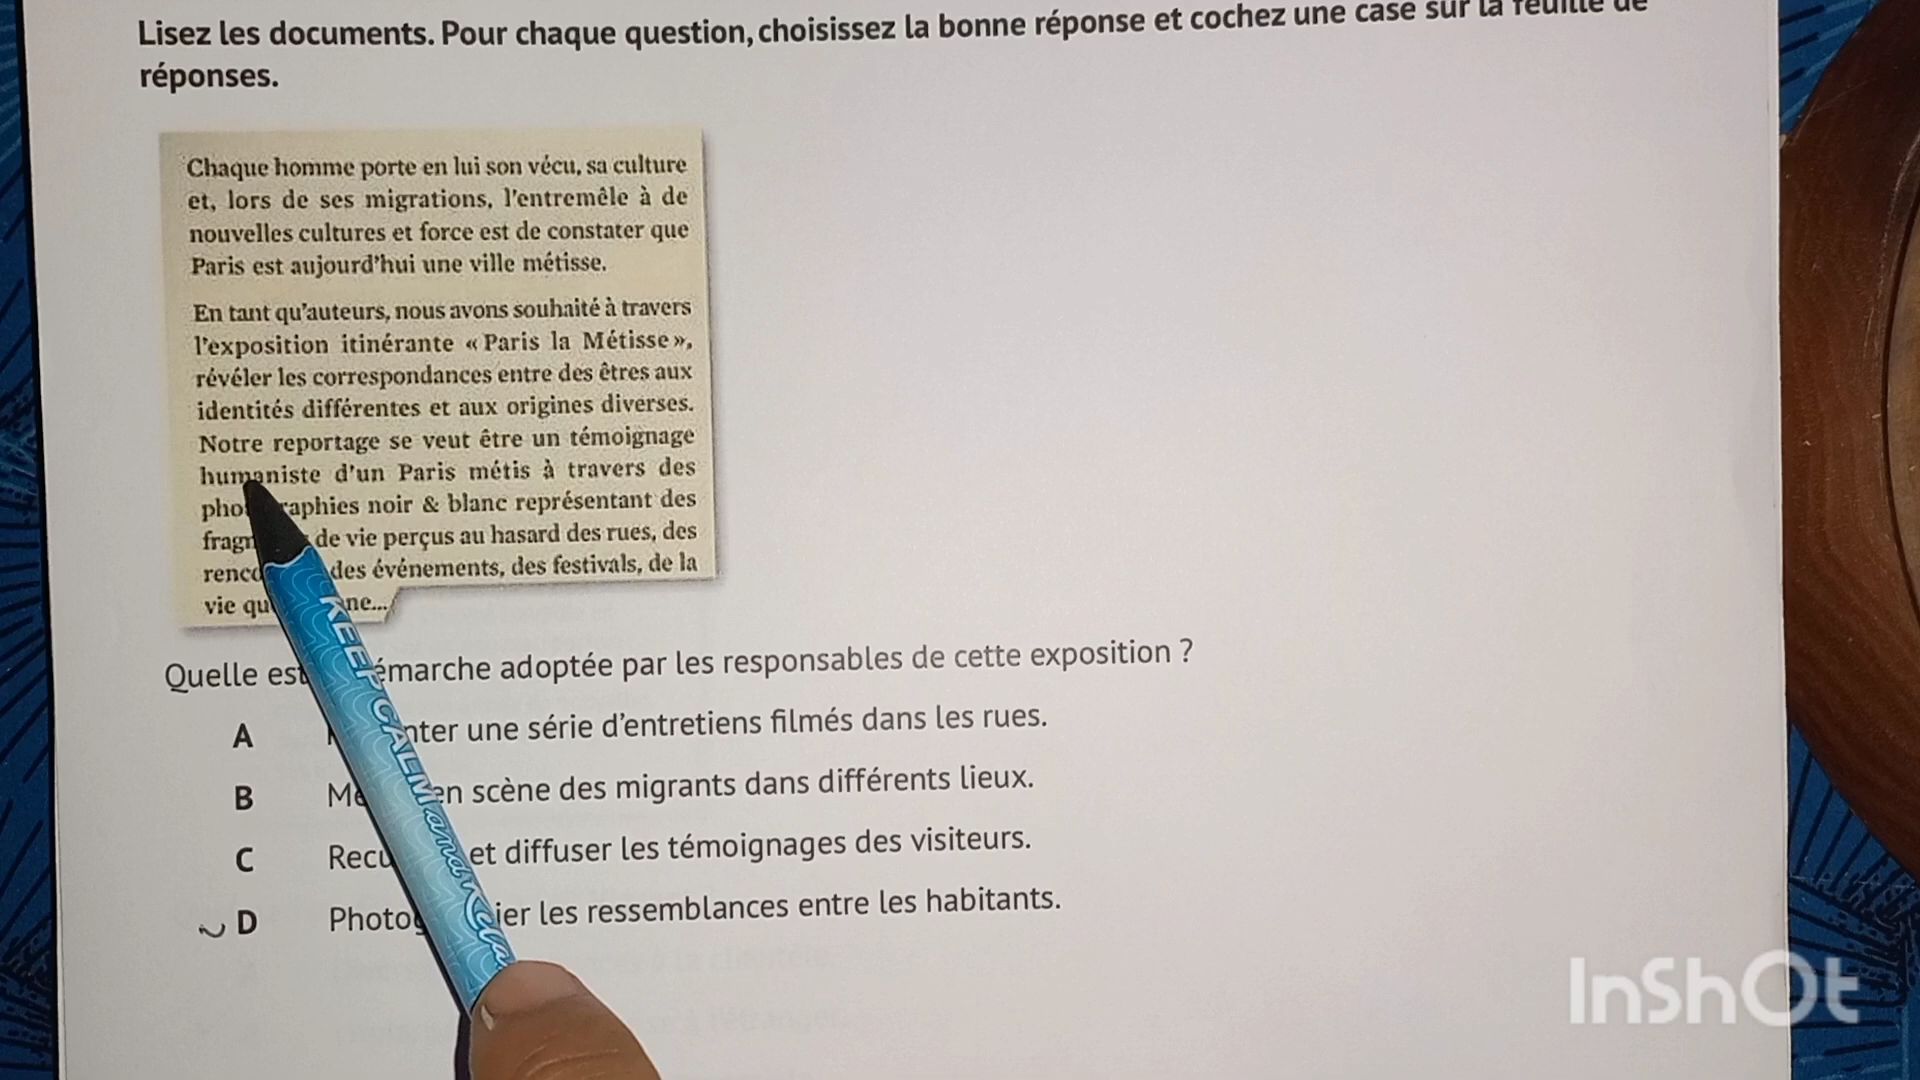 Lisez les documents. Pour chaque question, choisissez la bonne réponse et cochez une case sur la feuille de
réponses.
Chaque homme porte en lui son vécu, sa culture
et, lors de ses migrations, l'entremêle à de
nouvelles cultures et force est de constater que
Paris est aujourd'hui une ville métisse.
En tant qu'auteurs, nous avons souhaité à travers
l'exposition itinérante « Paris la Métisse »,
révéler les correspondances entre des êtres aux
identités différentes et aux origines diverses.
Notre reportage se veut être un témoignage
humaniste d'un Paris métis à travers des
noir & blanc représentant des
de vie perçus au hasard des rues, des
des événements, des festivals, de la
vie
Quelle est adoptée par les responsables de cette exposition ?
A une série d'entretiens filmés dans les rues.
B en scène des migrants dans différents lieux.
C et diffuser les témoignages des visiteurs.
D les ressemblances entre les habitants.
KEEP CALM and
InShOt